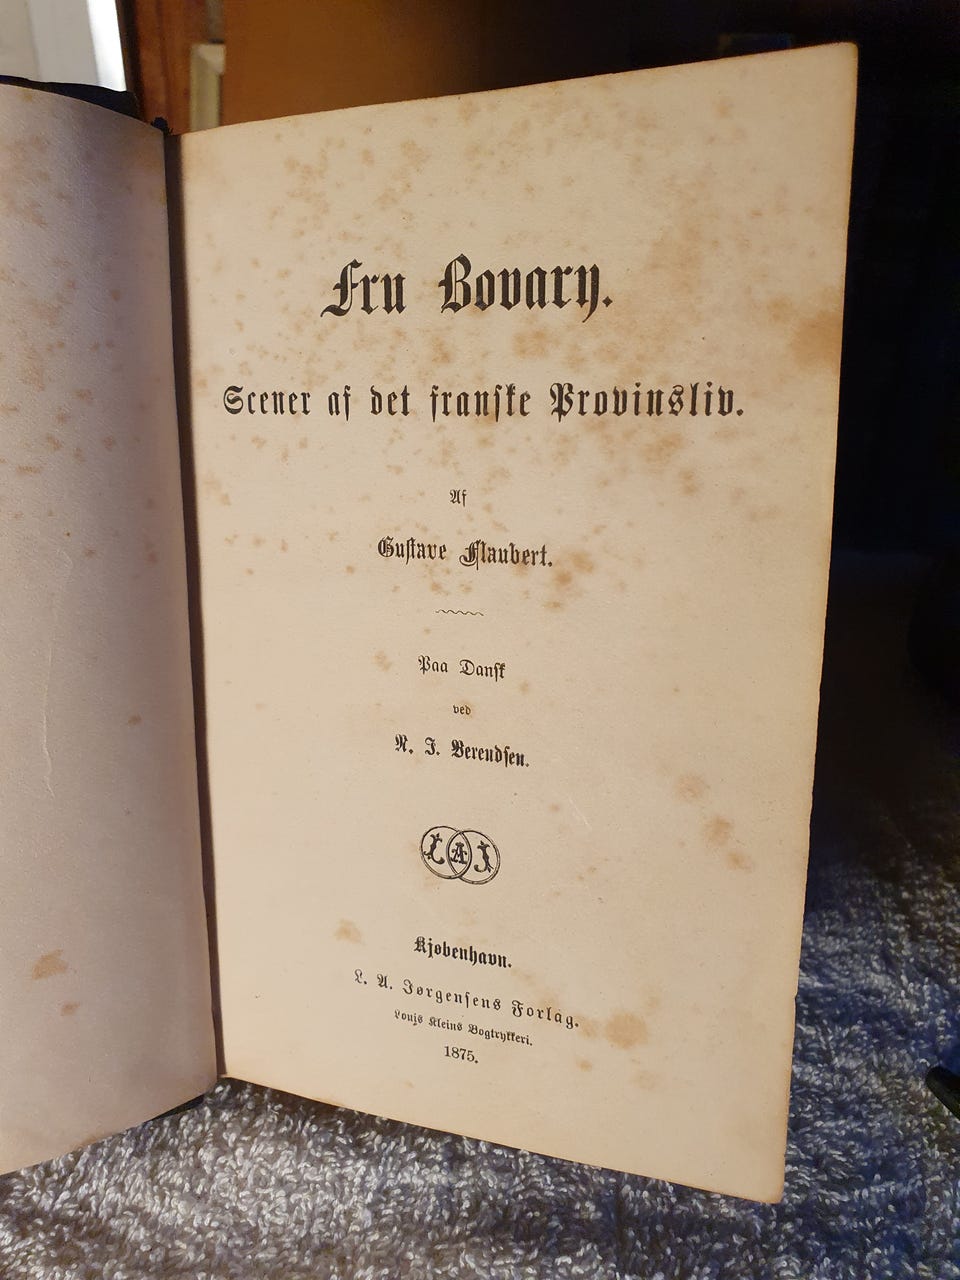 Fru Bovary.
Scener af det franske Provinsliv.
Af
Gustave Flaubert.
Paa Dansk
ved
N. J. Berendsen.
L A J
Kjøbenhavn.
L. A. Jørgensens Forlag.
Louis Kleins Bogtrykkeri.
1875.